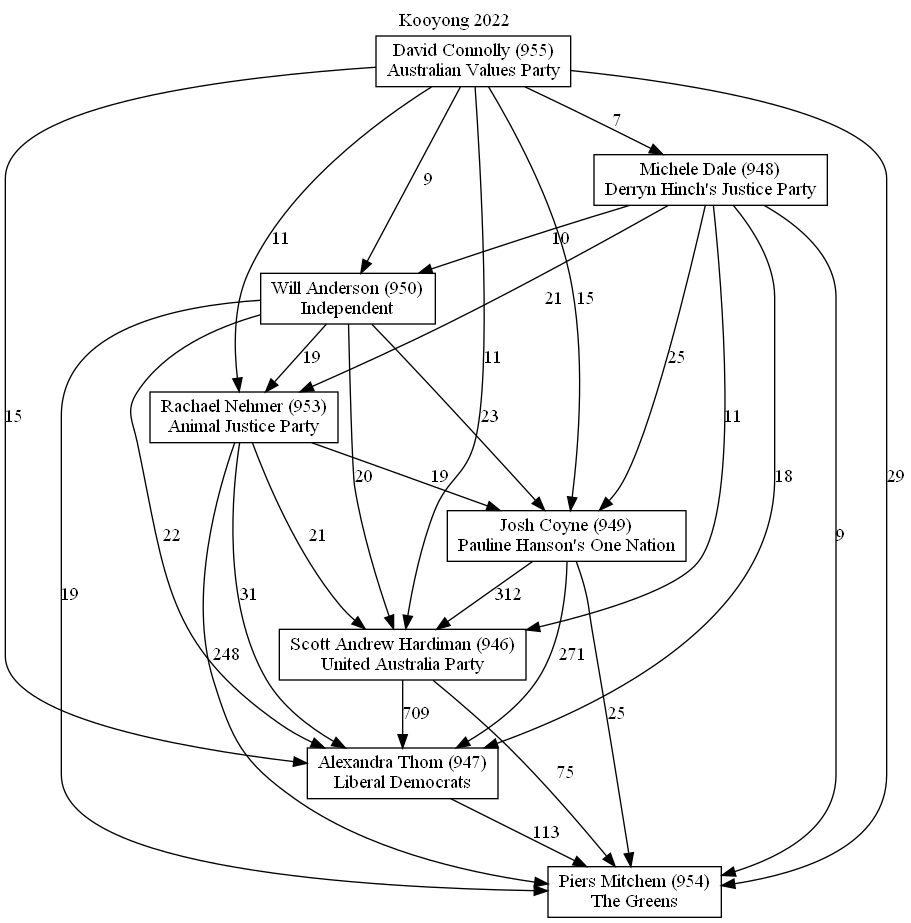 Kooyong 2022
David Connolly (955)
Australian Values Party
7
Michele Dale (948)
Derryn Hinch's Justice Party
9
11
10
Will Anderson (950)
Independent
21
15
19
11
25
Rachael Nehmer (953)
Animal Justice Party
15
23
11
29
20
19
18
Josh Coyne (949)
Pauline Hanson's One Nation
22
21
9
19
31
312
Scott Andrew Hardiman (946)
United Australia Party
248
271
709
25
Alexandra Thom (947)
Liberal Democrats
75
113
Piers Mitchem (954)
The Greens